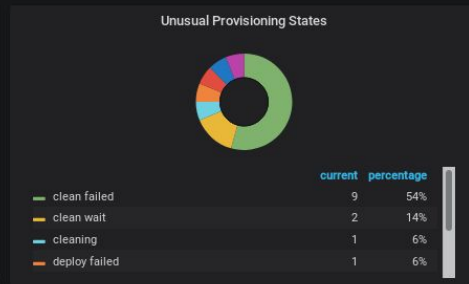 Unusual Provisioning States
current percentage
clean failed 9 54%
clean wait 2 14%
cleaning 1 6%
deploy failed 1 6%